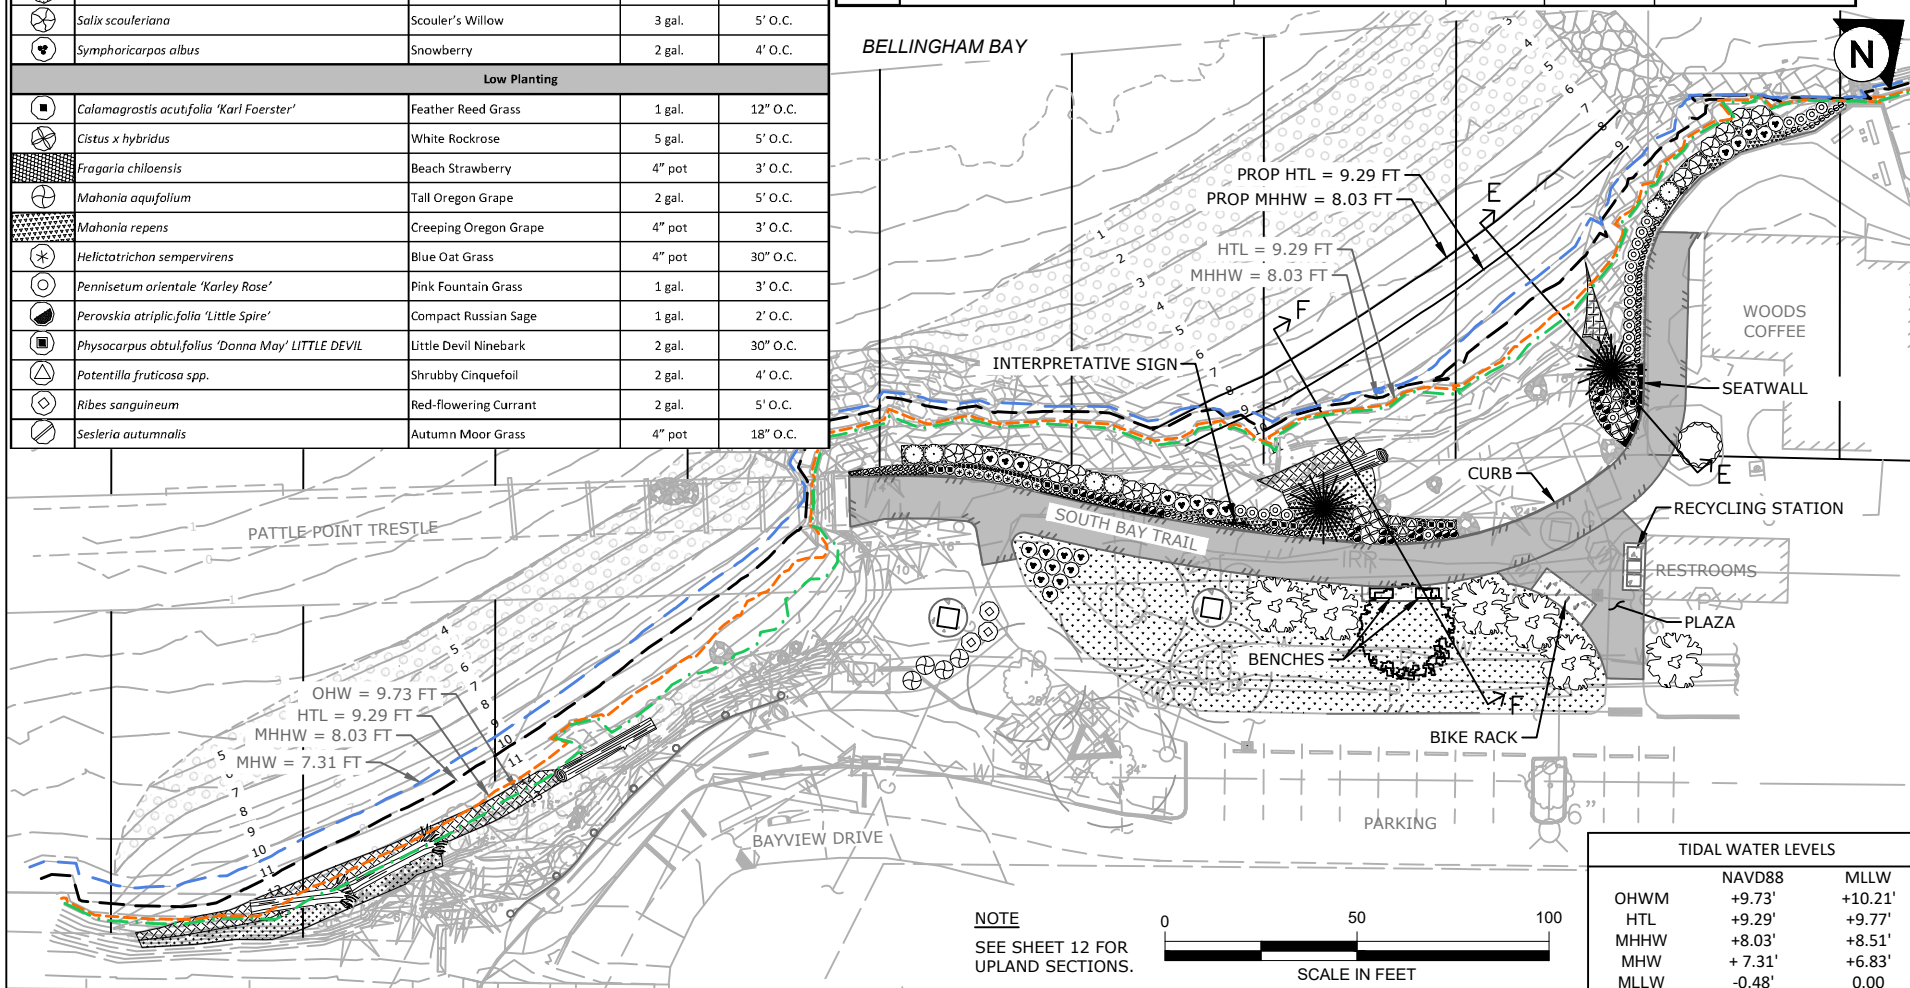 Salix scouleriana Scouler's Willow 3 gal. 5' O.C.
Symphoricarpos albus Snowberry 2 gal. 4' O.C.
Low Planting
Calamagrostis acutifolia 'Karl Foerster' Feather Reed Grass 1 gal. 12" O.C.
Cistus x hybridus White Rockrose 5 gal. 5' O.C.
Fragaria chiloensis Beach Strawberry 4" pot 3' O.C.
Mahonia aquifolium Tall Oregon Grape 2 gal. 5' O.C.
Mahonia repens Creeping Oregon Grape 4" pot 3' O.C.
Helictotrichon sempervirens Blue Oat Grass 4" pot 30" O.C.
Pennisetum orientale 'Karley Rose' Pink Fountain Grass 1 gal. 3' O.C.
Perovskia atriplicifolia 'Little Spire' Compact Russian Sage 1 gal. 2' O.C.
Physocarpus obtulifolius 'Donna May' LITTLE DEVIL Little Devil Ninebark 2 gal. 30" O.C.
Potentilla fruticosa spp. Shrubby Cinquefoil 2 gal. 4' O.C.
Ribes sanguineum Red-flowering Currant 2 gal. 5' O.C.
Sesleria autumnalis Autumn Moor Grass 4" pot 18" O.C.
BELLINGHAM BAY
N
PROP HTL = 9.29 FT
PROP MHHW = 8.03 FT
HTL = 9.29 FT
MHHW = 8.03 FT
E
F
INTERPRETATIVE SIGN
WOODS
COFFEE
SEATWALL
CURB
E
RECYCLING STATION
SOUTH BAY TRAIL
IRR
RESTROOMS
PLAZA
BENCHES
F
BIKE RACK
PARKING
PATTLE POINT TRESTLE
OHW = 9.73 FT
HTL = 9.29 FT
MHHW = 8.03 FT
MHW = 7.31 FT
BAYVIEW DRIVE
6"
NOTE
SEE SHEET 12 FOR
UPLAND SECTIONS.
0 50 100
SCALE IN FEET
TIDAL WATER LEVELS
NAVD88 MLLW
OHWM +9.73' +10.21'
HTL +9.29' +9.77'
MHHW +8.03' +8.51'
MHW + 7.31' +6.83'
MLLW -0.48' 0.00